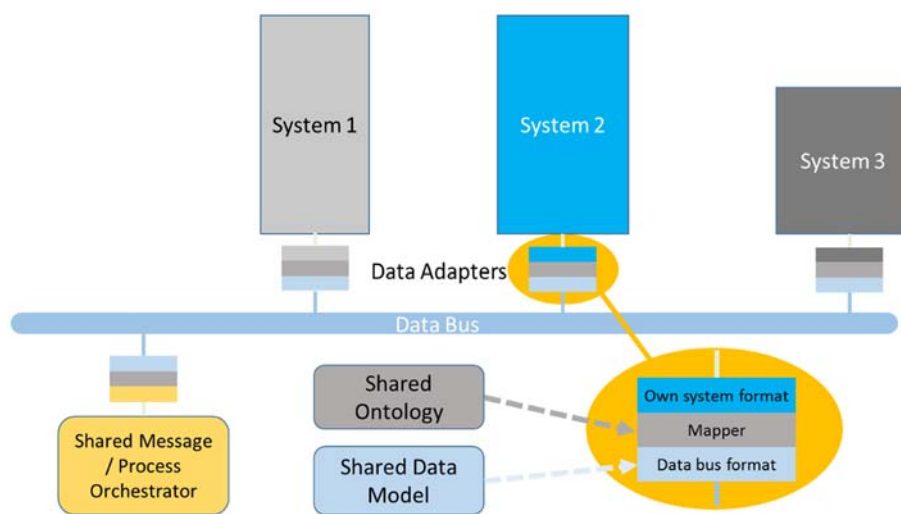 System 1
System 2
System 3
Data Adapters
Data Bus
Shared
Ontology
Own system format
Mapper
Data bus format
Shared Message
/ Process
Orchestrator
Shared Data
Model